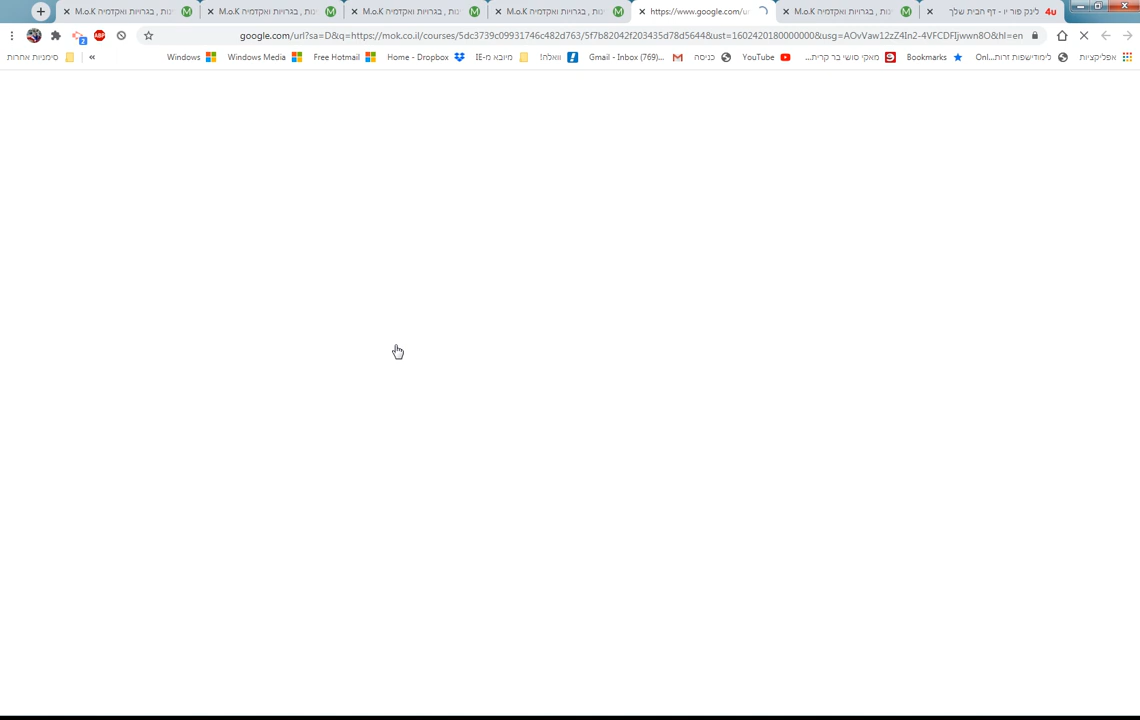 4u לינק פור יו - דף הבית שלך
M.o.K נות , בגרויות ואקדמיה
https://www.google.com/u
M.o.K נות , בגרויות ואקדמיה
M.o.K נות , בגרויות ואקדמיה
M.o.K נות , בגרויות ואקדמיה
M.o.K נות , בגרויות ואקדמיה
google.com/url?sa=D&q=https://mok.co.il/courses/5dc3739c09931746c482d763/5f7b82042f203435d78d5644&ust=1602420180000000&usg=AOvVaw12zZ4In2-4VFCDFIjwwn8O&hl=en
ABP 2
אפליקציות לימודישפות זרות...Onl Bookmarks מאקי סושי בר קרית... YouTube כניסה Gmail - Inbox (769)... וואלה! מיובא מ-IE Home - Dropbox Free Hotmail Windows Media Windows » סימניות אחרות